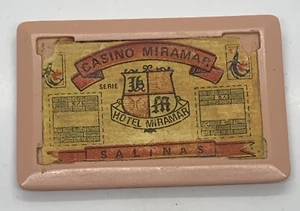 CASINO MIRAMAR
SERIE
H M
HOTEL MIRAMAR
SALINAS